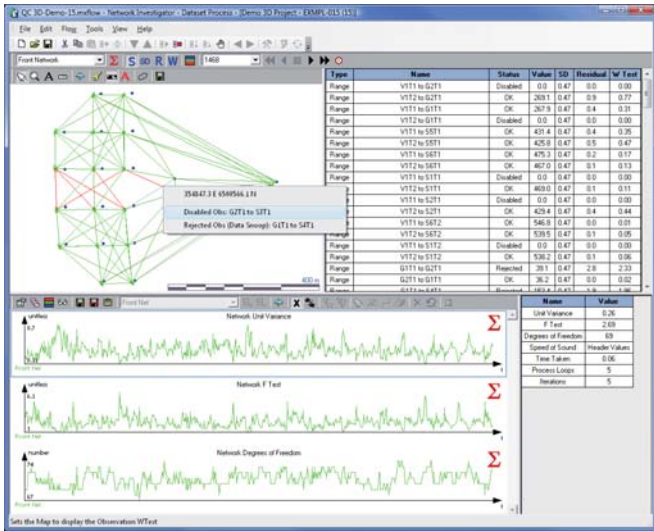 QC 3D-Demo-15.mxflow - Network Investigator - Dataset Process - [Demo 3D Project - EXMPL-015 (15)]
File Edit Flow Tools View Help
Front Network S SD R W 1468
Type Name Status Value SD Residual W Test
Range V1T1 to G2T1 Disabled 0.0 0.47 0.0 0.00
Range V1T2 to G2T1 OK 269.1 0.47 0.9 0.77
Range V1T1 to G1T1 OK 267.9 0.47 0.4 0.31
Range V1T2 to G1T1 Disabled 0.0 0.47 0.0 0.00
Range V1T1 to S5T1 OK 431.4 0.47 0.4 0.35
Range V1T2 to S5T1 OK 425.8 0.47 0.5 0.47
Range V1T2 to S6T1 OK 475.3 0.47 0.2 0.17
Range V1T1 to S6T1 OK 467.0 0.47 0.1 0.13
Range V1T1 to S1T1 Disabled 0.0 0.47 0.0 0.00
Range V1T2 to S1T1 OK 469.0 0.47 0.1 0.11
Range V1T1 to S2T1 Disabled 0.0 0.47 0.0 0.00
Range V1T2 to S2T1 OK 429.4 0.47 0.4 0.44
Range V1T2 to S6T2 OK 546.8 0.47 0.0 0.01
Range V1T1 to S6T2 OK 539.5 0.47 0.1 0.05
Range V1T1 to S1T2 Disabled 0.0 0.47 0.0 0.00
Range V1T2 to S1T2 OK 538.2 0.47 0.1 0.06
Range G1T1 to G2T1 Rejected 39.1 0.47 2.8 2.33
Range G1T1 to G1T2 OK 36.2 0.47 0.0 0.02
354847.3 E 6508566.1 N
Disabled Obs: G2T1 to S3T1
Rejected Obs (Data Snoop): G1T1 to S4T1
400 m
Front Net
Name Value
Unit Variance 0.26
F Test 2.69
Degrees of Freedom 69
Speed of Sound Header Values
Time Taken 0.06
Process Loops 5
Iterations 5
unitless Network Unit Variance Σ
0.7
Front Net t
unitless Network F Test Σ
6.3
1
Front Net t
number Network Degrees of Freedom Σ
74
57
Front Net t
Sets the Map to display the Observation WTest